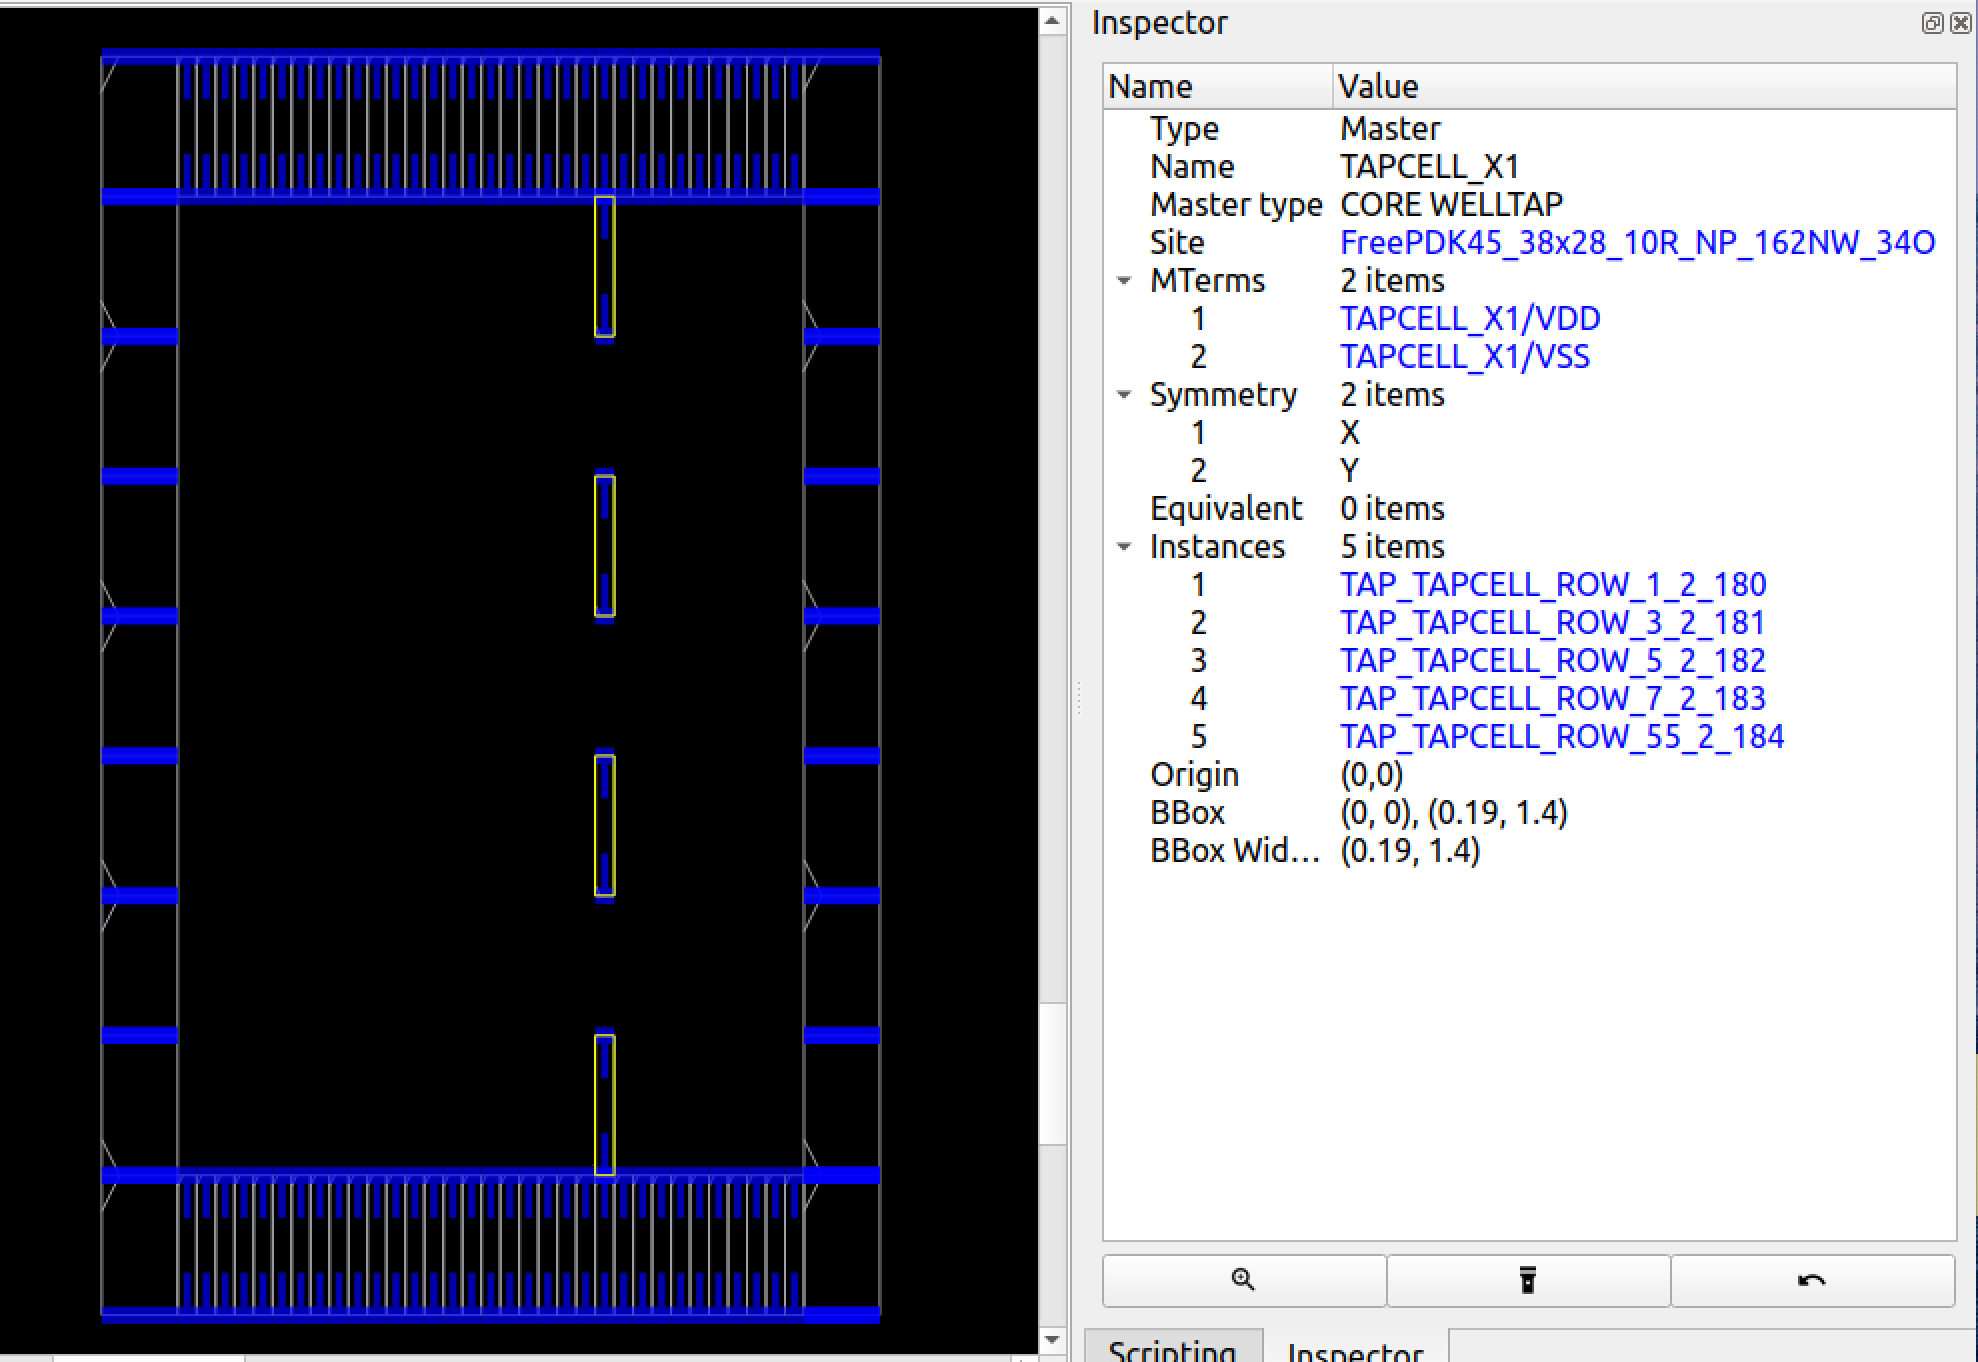 Inspector
Name Value
Type Master
Name TAPCELL_X1
Master type CORE WELLTAP
Site FreePDK45_38x28_10R_NP_162NW_34O
MTerms 2 items
1 TAPCELL_X1/VDD
2 TAPCELL_X1/VSS
Symmetry 2 items
1 X
2 Y
Equivalent 0 items
Instances 5 items
1 TAP_TAPCELL_ROW_1_2_180
2 TAP_TAPCELL_ROW_3_2_181
3 TAP_TAPCELL_ROW_5_2_182
4 TAP_TAPCELL_ROW_7_2_183
5 TAP_TAPCELL_ROW_55_2_184
Origin (0,0)
BBox (0, 0), (0.19, 1.4)
BBox Wid... (0.19, 1.4)
Scripting Inspector